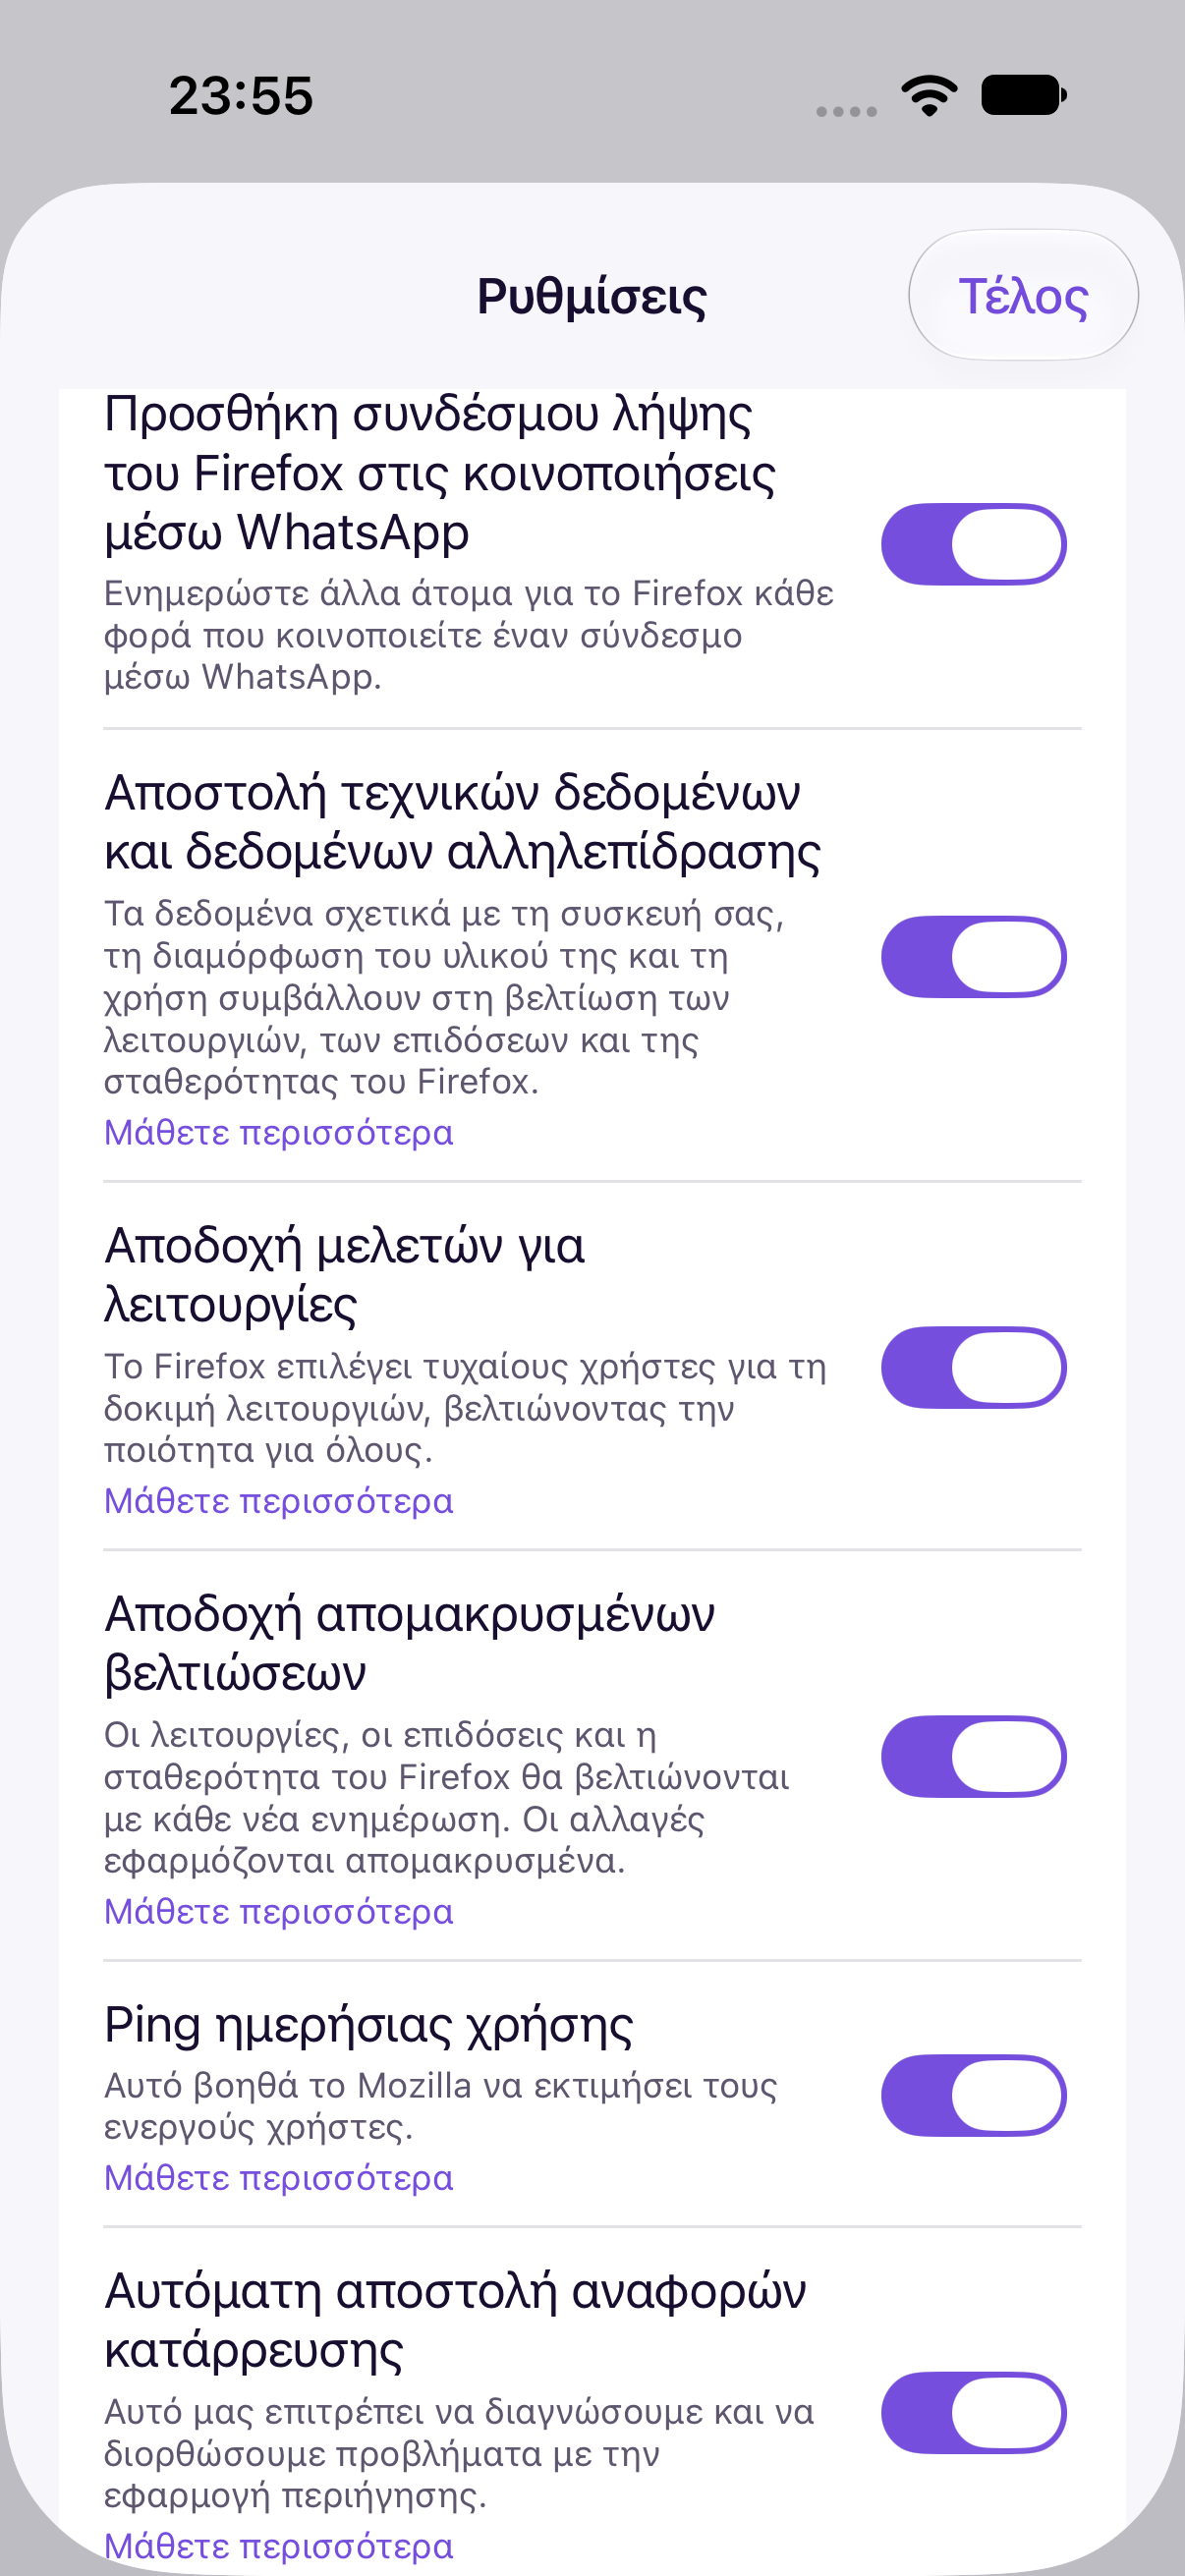 23:55
Ρυθμίσεις
Τέλος
Προσθήκη συνδέσμου λήψης
του Firefox στις κοινοποιήσεις
μέσω WhatsApp
Ενημερώστε άλλα άτομα για το Firefox κάθε
φορά που κοινοποιείτε έναν σύνδεσμο
μέσω WhatsApp.
Αποστολή τεχνικών δεδομένων
και δεδομένων αλληλεπίδρασης
Τα δεδομένα σχετικά με τη συσκευή σας,
τη διαμόρφωση του υλικού της και τη
χρήση συμβάλλουν στη βελτίωση των
λειτουργιών, των επιδόσεων και της
σταθερότητας του Firefox.
Μάθετε περισσότερα
Αποδοχή μελετών για
λειτουργίες
Το Firefox επιλέγει τυχαίους χρήστες για τη
δοκιμή λειτουργιών, βελτιώνοντας την
ποιότητα για όλους.
Μάθετε περισσότερα
Αποδοχή απομακρυσμένων
βελτιώσεων
Οι λειτουργίες, οι επιδόσεις και η
σταθερότητα του Firefox θα βελτιώνονται
με κάθε νέα ενημέρωση. Οι αλλαγές
εφαρμόζονται απομακρυσμένα.
Μάθετε περισσότερα
Ping ημερήσιας χρήσης
Αυτό βοηθά το Mozilla να εκτιμήσει τους
ενεργούς χρήστες.
Μάθετε περισσότερα
Αυτόματη αποστολή αναφορών
κατάρρευσης
Αυτό μας επιτρέπει να διαγνώσουμε και να
διορθώσουμε προβλήματα με την
εφαρμογή περιήγησης.
Μάθετε περισσότερα